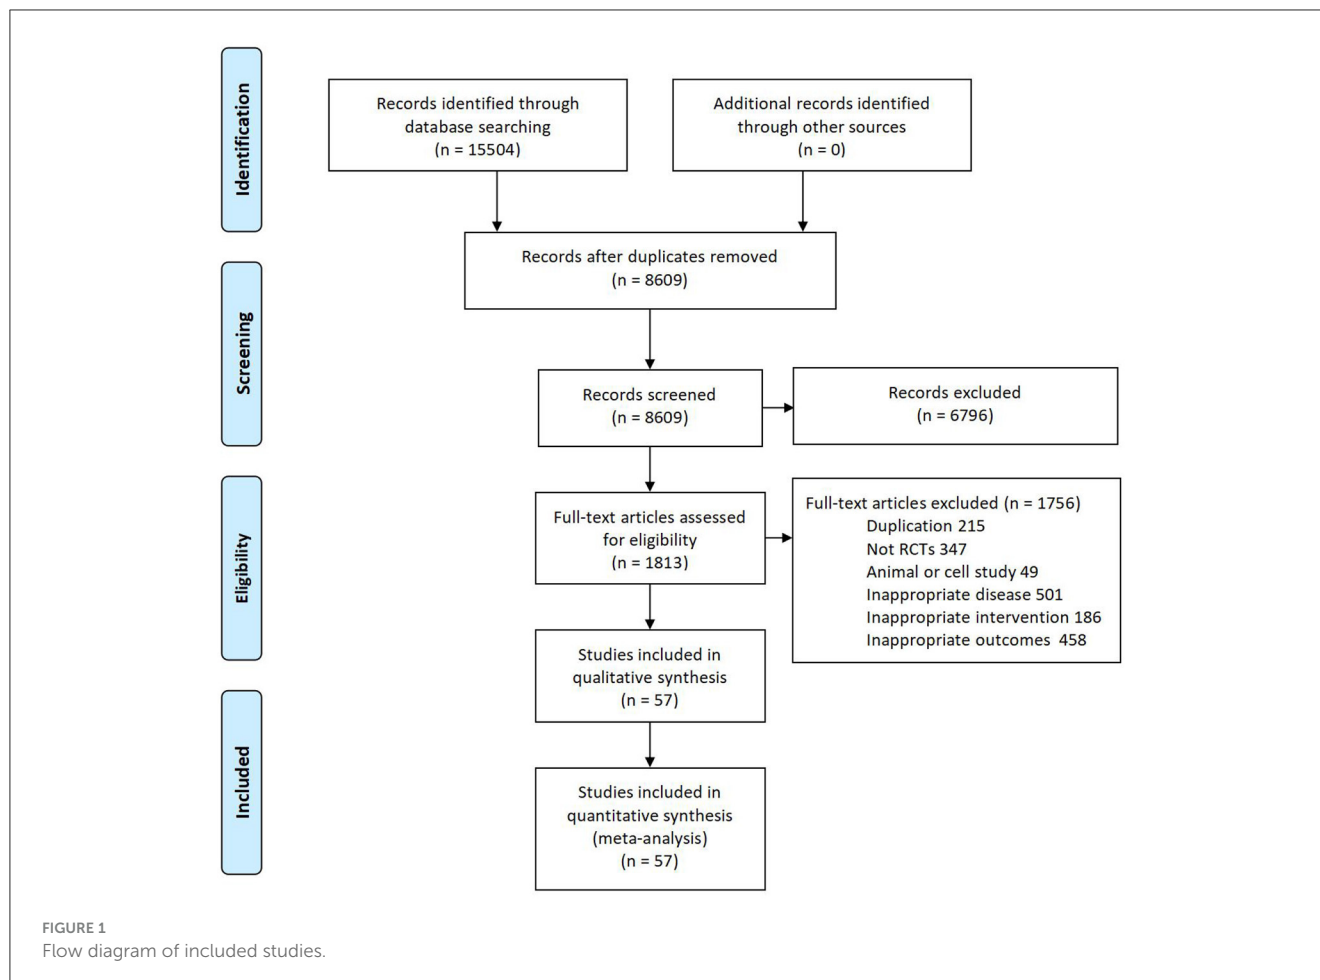 Identification
Records identified through
database searching
(n = 15504)
Additional records identified
through other sources
(n = 0)
Screening
Records after duplicates removed
(n = 8609)
Records screened
(n = 8609)
Records excluded
(n = 6796)
Eligibility
Full-text articles assessed
for eligibility
(n = 1813)
Full-text articles excluded (n = 1756)
Duplication 215
Not RCTs 347
Animal or cell study 49
Inappropriate disease 501
Inappropriate intervention 186
Inappropriate outcomes 458
Studies included in
qualitative synthesis
(n = 57)
Included
Studies included in
quantitative synthesis
(meta-analysis)
(n = 57)
FIGURE 1
Flow diagram of included studies.